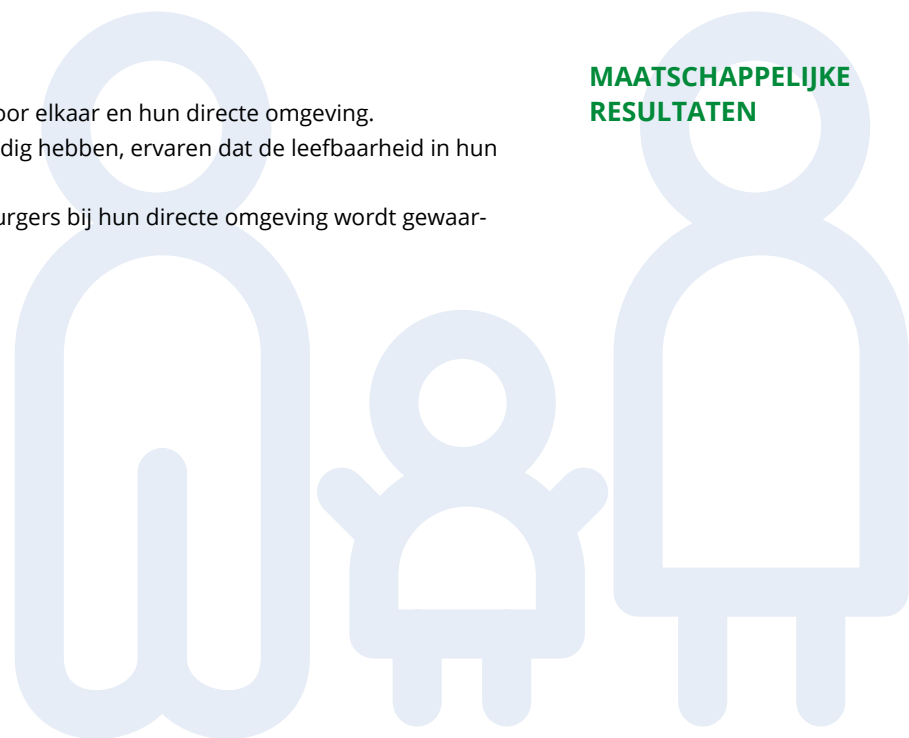 oor elkaar en hun directe omgeving.
dig hebben, ervaren dat de leefbaarheid in hun
urgers bij hun directe omgeving wordt gewaar-
MAATSCHAPPELIJKE
RESULTATEN